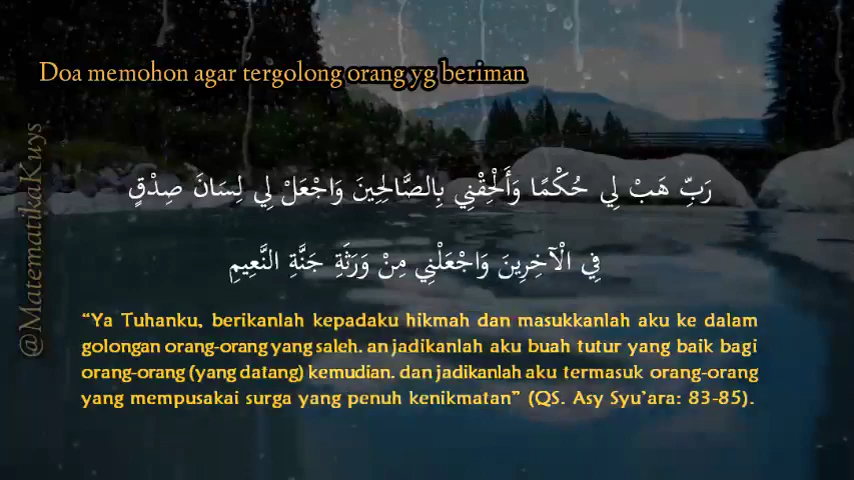 Doa memohon agar tergolong orang yg beriman
@MatematikaKuys
رَبِّ هَبْ لِي حُكْمًا وَأَلْحِقْنِي بِالصَّالِحِينَ وَاجْعَلْ لِي لِسَانَ صِدْقٍ
فِي الْآخِرِينَ وَاجْعَلْنِي مِنْ وَرَثَةِ جَنَّةِ النَّعِيمِ
“Ya Tuhanku, berikanlah kepadaku hikmah dan masukkanlah aku ke dalam
golongan orang-orang yang saleh. an jadikanlah aku buah tutur yang baik bagi
orang-orang (yang datang) kemudian. dan jadikanlah aku termasuk orang-orang
yang mempusakai surga yang penuh kenikmatan” (QS. Asy Syu’ara: 83-85).